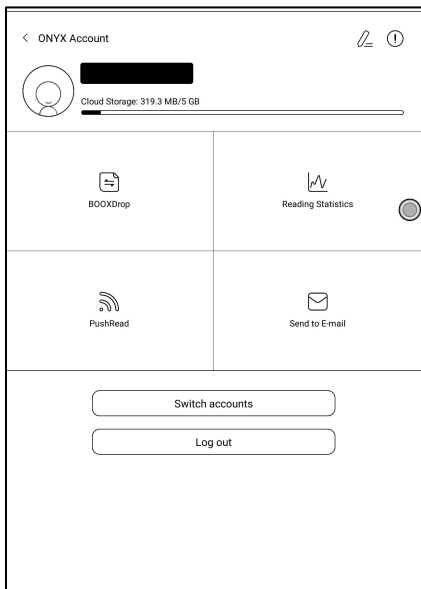 ONYX Account
Cloud Storage: 319.3 MB/5 GB
BOOXDrop
Reading Statistics
PushRead
Send to E-mail
Switch accounts
Log out